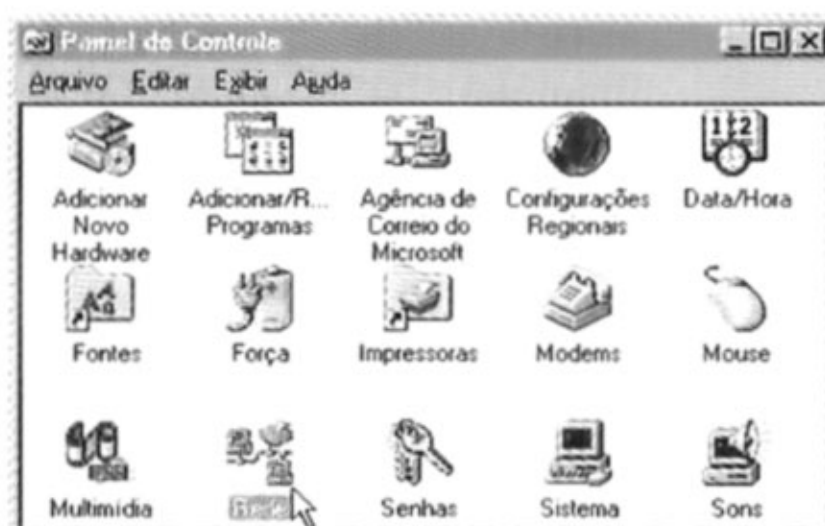 Painel de Controle
Arquivo Editar Exibir Ajuda
Adicionar Novo Hardware
Adicionar/R... Programas
Agência de Correio do Microsoft
Configurações Regionais
Data/Hora
Fontes
Força
Impressoras
Modems
Mouse
Multimídia
Senhas
Sistema
Sons